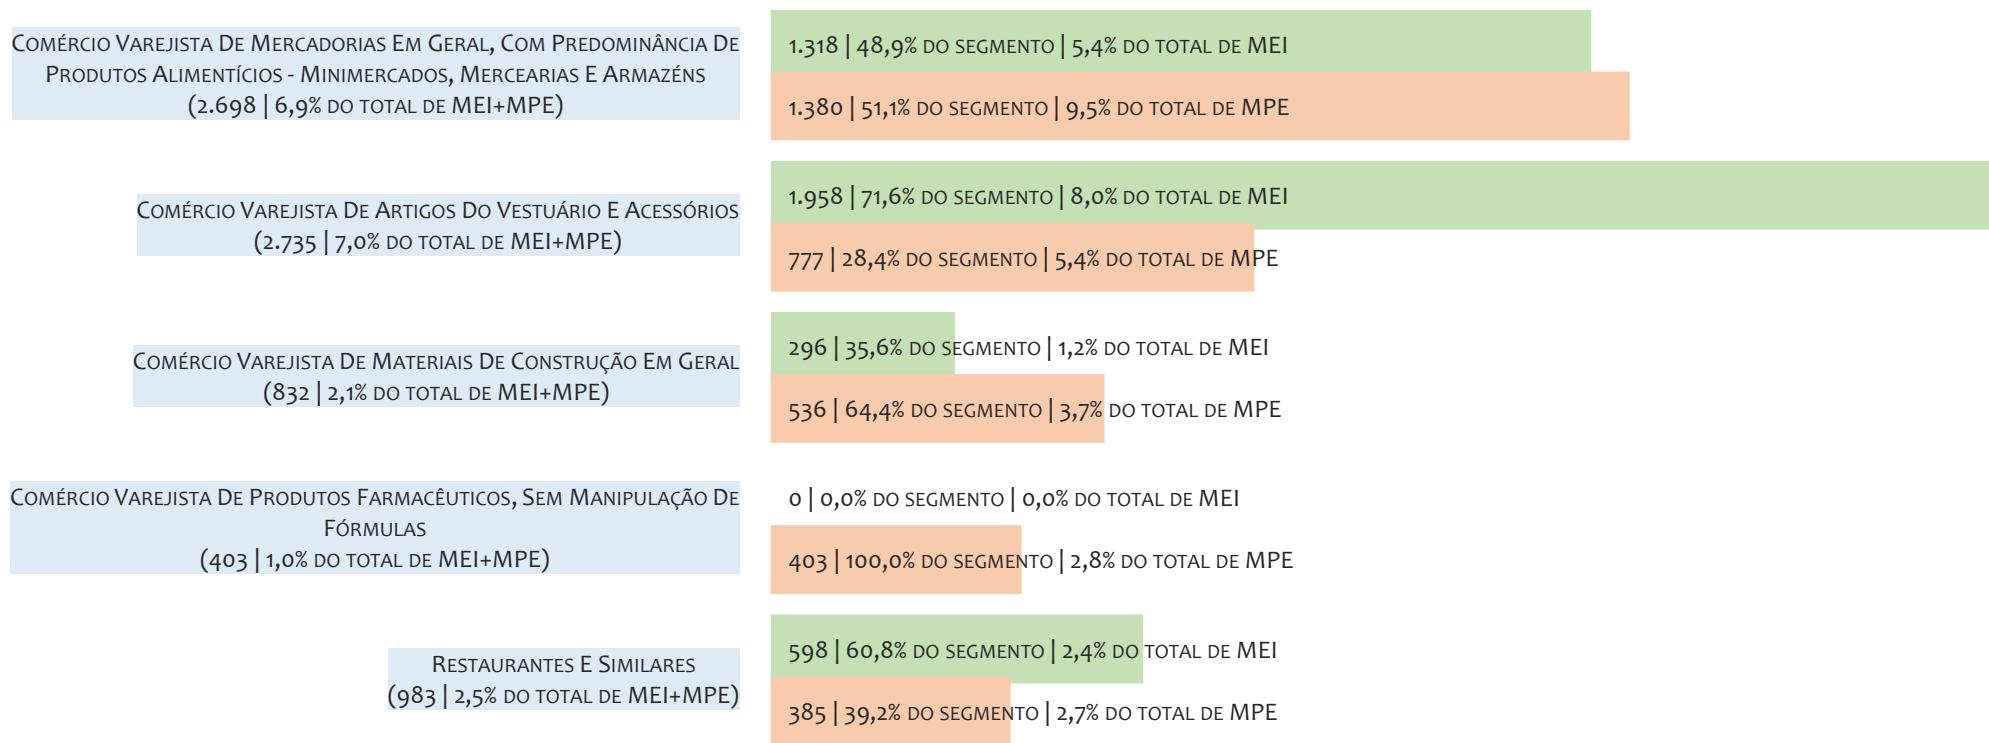 Comércio Varejista De Mercadorias Em Geral, Com Predominância De
Produtos Alimentícios - Minimercados, Mercearias E Armazéns
(2.698 | 6,9% do total de MEI+MPE)
1.318 | 48,9% do segmento | 5,4% do total de MEI
1.380 | 51,1% do segmento | 9,5% do total de MPE
Comércio Varejista De Artigos Do Vestuário E Acessórios
(2.735 | 7,0% do total de MEI+MPE)
1.958 | 71,6% do segmento | 8,0% do total de MEI
777 | 28,4% do segmento | 5,4% do total de MPE
Comércio Varejista De Materiais De Construção Em Geral
(832 | 2,1% do total de MEI+MPE)
296 | 35,6% do segmento | 1,2% do total de MEI
536 | 64,4% do segmento | 3,7% do total de MPE
Comércio Varejista De Produtos Farmacêuticos, Sem Manipulação De
Fórmulas
(403 | 1,0% do total de MEI+MPE)
0 | 0,0% do segmento | 0,0% do total de MEI
403 | 100,0% do segmento | 2,8% do total de MPE
Restaurantes E Similares
(983 | 2,5% do total de MEI+MPE)
598 | 60,8% do segmento | 2,4% do total de MEI
385 | 39,2% do segmento | 2,7% do total de MPE